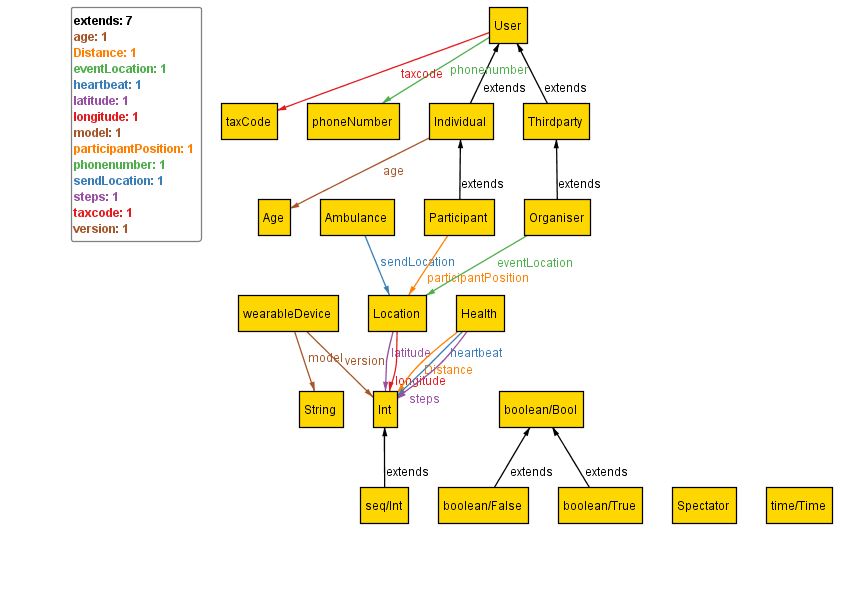 extends: 7
age: 1
Distance: 1
eventLocation: 1
heartbeat: 1
latitude: 1
longitude: 1
model: 1
participantPosition: 1
phonenumber: 1
sendLocation: 1
steps: 1
taxcode: 1
version: 1
User
taxcode
phonenumber
extends
extends
taxCode
phoneNumber
Individual
Thirdparty
age
extends
extends
Age
Ambulance
Participant
Organiser
sendLocation
eventLocation
participantPosition
wearableDevice
Location
Health
model
version
latitude
heartbeat
Distance
longitude
steps
String
Int
boolean/Bool
extends
extends
extends
seq/Int
boolean/False
boolean/True
Spectator
time/Time